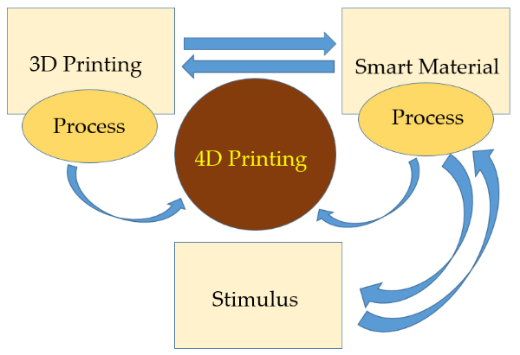 3D Printing
Smart Material
Process
Process
4D Printing
Stimulus